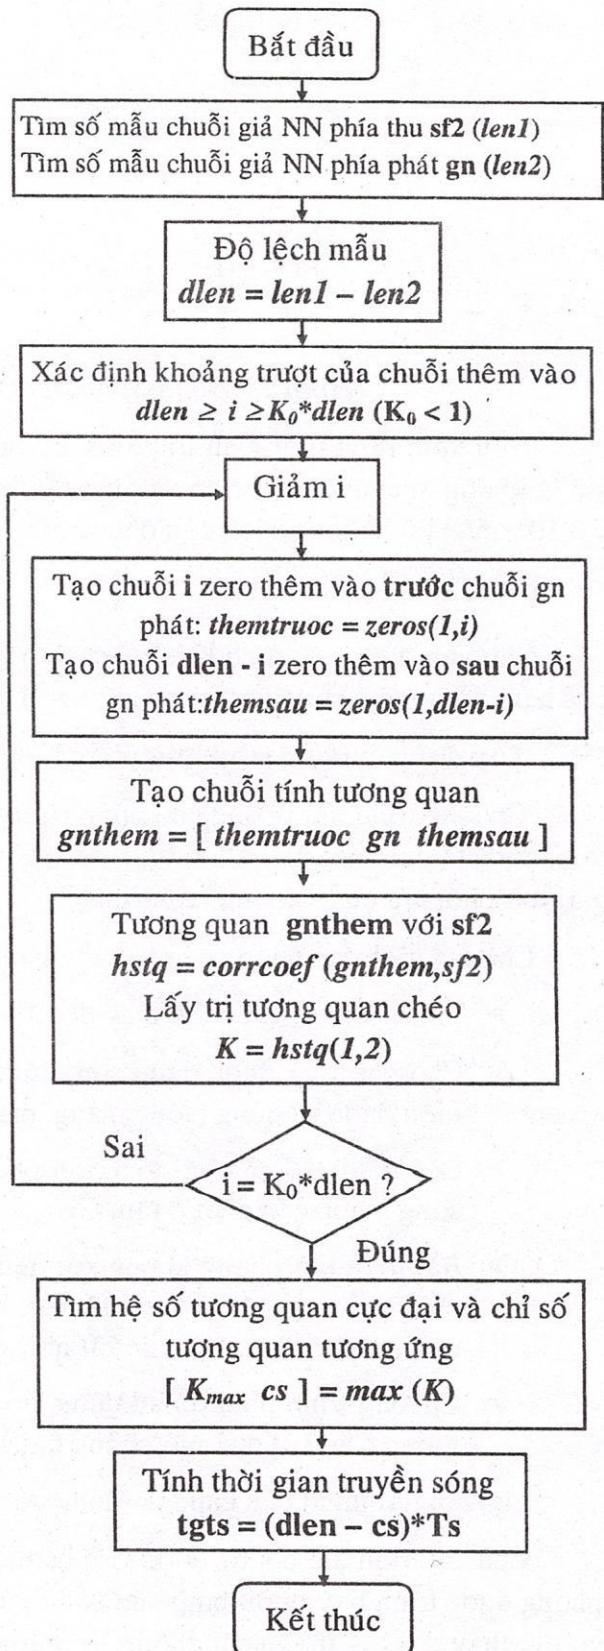 Bắt đầu
Tìm số mẫu chuỗi giả NN phía thu sf2 (len1)
Tìm số mẫu chuỗi giả NN phía phát gn (len2)
Độ lệch mẫu
dlen = len1 – len2
Xác định khoảng trượt của chuỗi thêm vào
dlen ≥ i ≥K₀*dlen (K₀ < 1)
Giảm i
Tạo chuỗi i zero thêm vào trước chuỗi gn
phát: themtruoc = zeros(1,i)
Tạo chuỗi dlen - i zero thêm vào sau chuỗi
gn phát:themsau = zeros(1,dlen-i)
Tạo chuỗi tính tương quan
gnthem = [ themtruoc gn themsau ]
Tương quan gnthem với sf2
hstq = corrcoef (gnthem,sf2)
Lấy trị tương quan chéo
K = hstq(1,2)
Sai
i = K₀*dlen ?
Đúng
Tìm hệ số tương quan cực đại và chỉ số
tương quan tương ứng
[ Kmax cs ] = max (K)
Tính thời gian truyền sóng
tgts = (dlen – cs)*Ts
Kết thúc